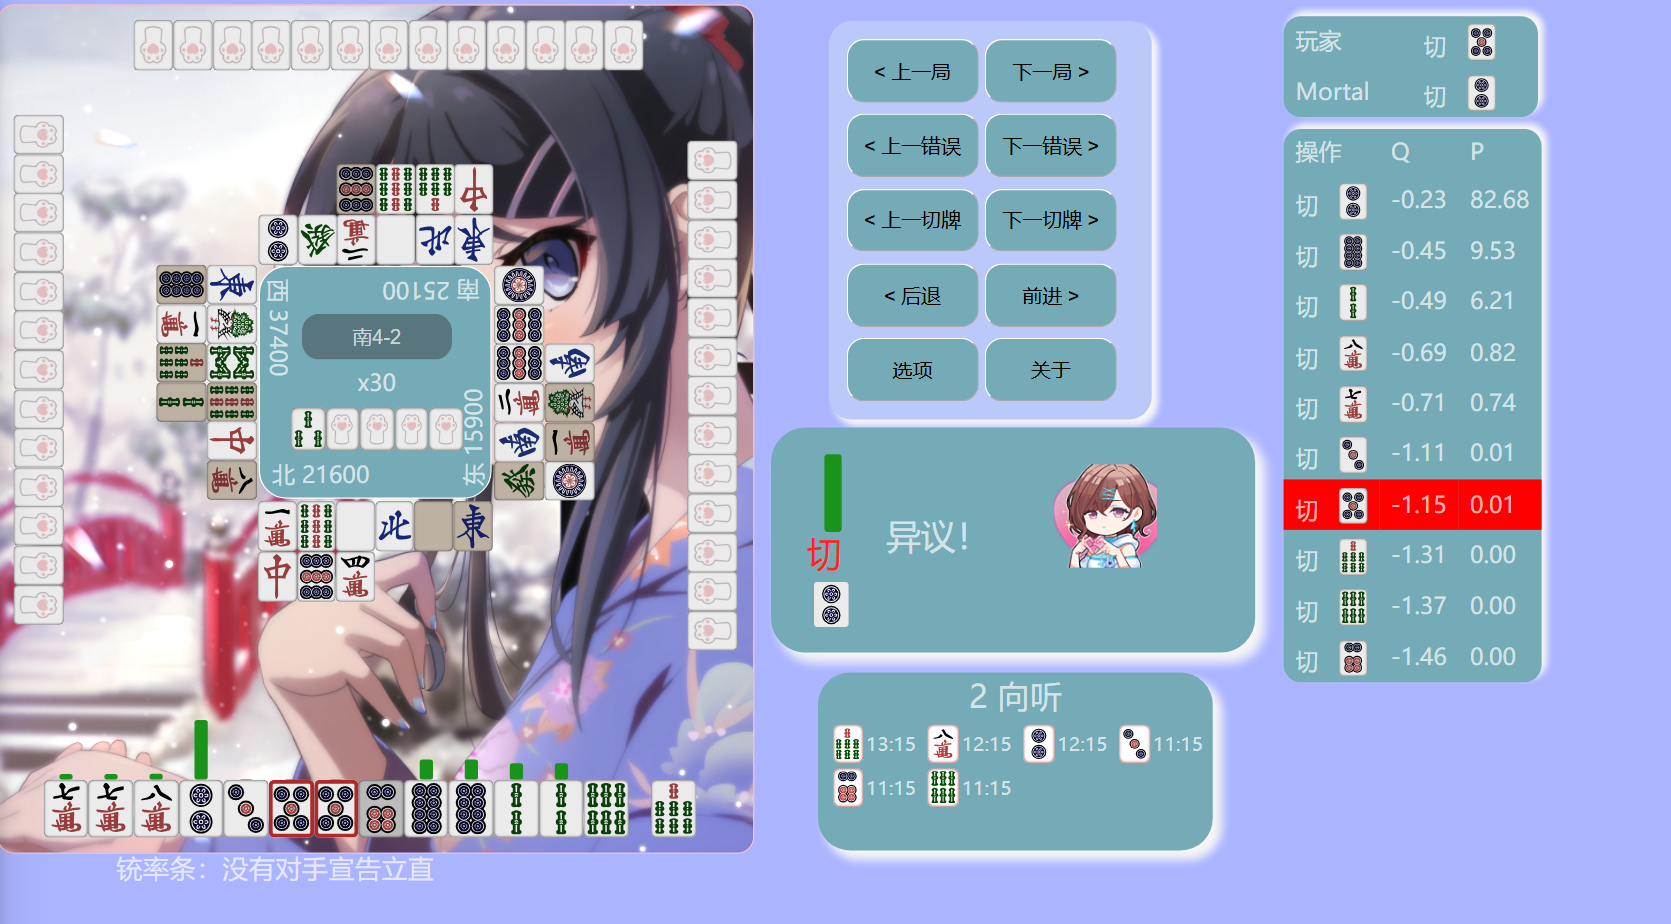 西 37400
南 25100
南4-2
x30
东 15900
北 21600
铳率条：没有对手宣告立直
< 上一局
下一局 >
< 上一错误
下一错误 >
< 上一切牌
下一切牌 >
< 后退
前进 >
选项
关于
切
异议！
2 向听
13:15 12:15 12:15 11:15
11:15 11:15
玩家 切
Mortal 切
操作 Q P
切 -0.23 82.68
切 -0.45 9.53
切 -0.49 6.21
切 -0.69 0.82
切 -0.71 0.74
切 -1.11 0.01
切 -1.15 0.01
切 -1.31 0.00
切 -1.37 0.00
切 -1.46 0.00